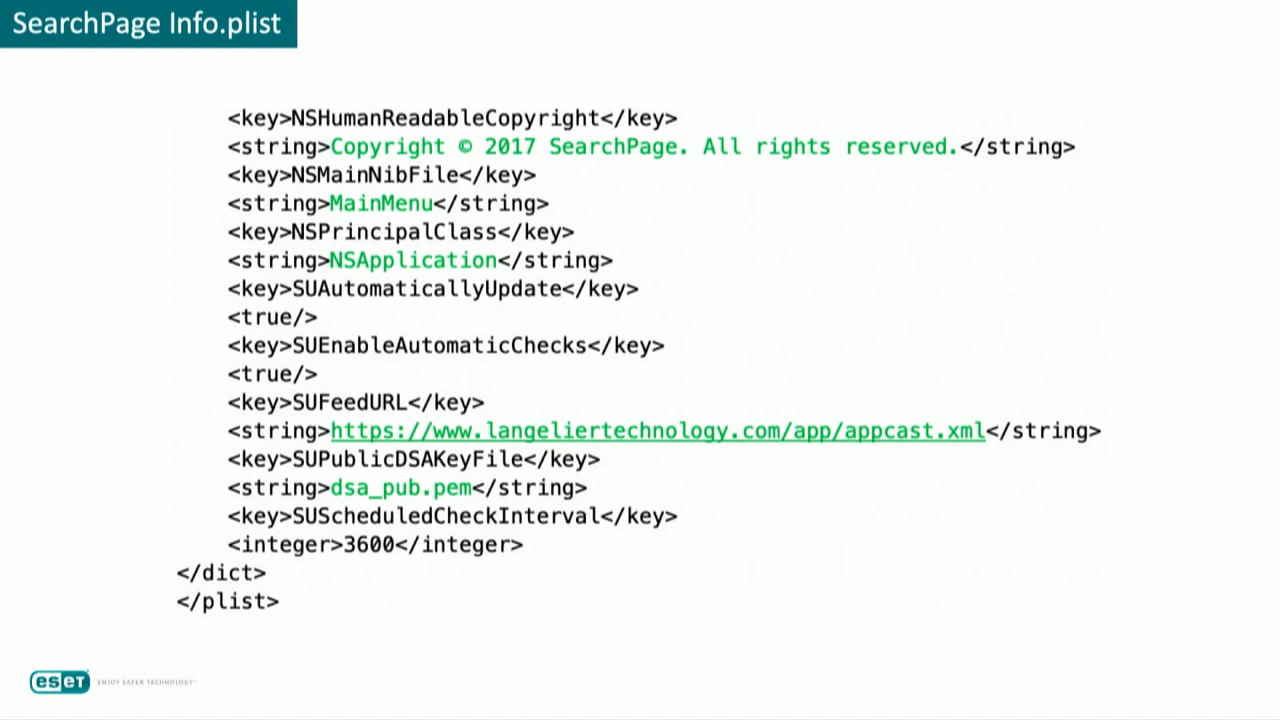 SearchPage Info.plist
<key>NSHumanReadableCopyright</key>
<string>Copyright © 2017 SearchPage. All rights reserved.</string>
<key>NSMainNibFile</key>
<string>MainMenu</string>
<key>NSPrincipalClass</key>
<string>NSApplication</string>
<key>SUAutomaticallyUpdate</key>
<true/>
<key>SUEnableAutomaticChecks</key>
<true/>
<key>SUFeedURL</key>
<string>https://www.langeliertechnology.com/app/appcast.xml</string>
<key>SUPublicDSAKeyFile</key>
<string>dsa_pub.pem</string>
<key>SUScheduledCheckInterval</key>
<integer>3600</integer>
</dict>
</plist>
eset ENJOY SAFER TECHNOLOGY™